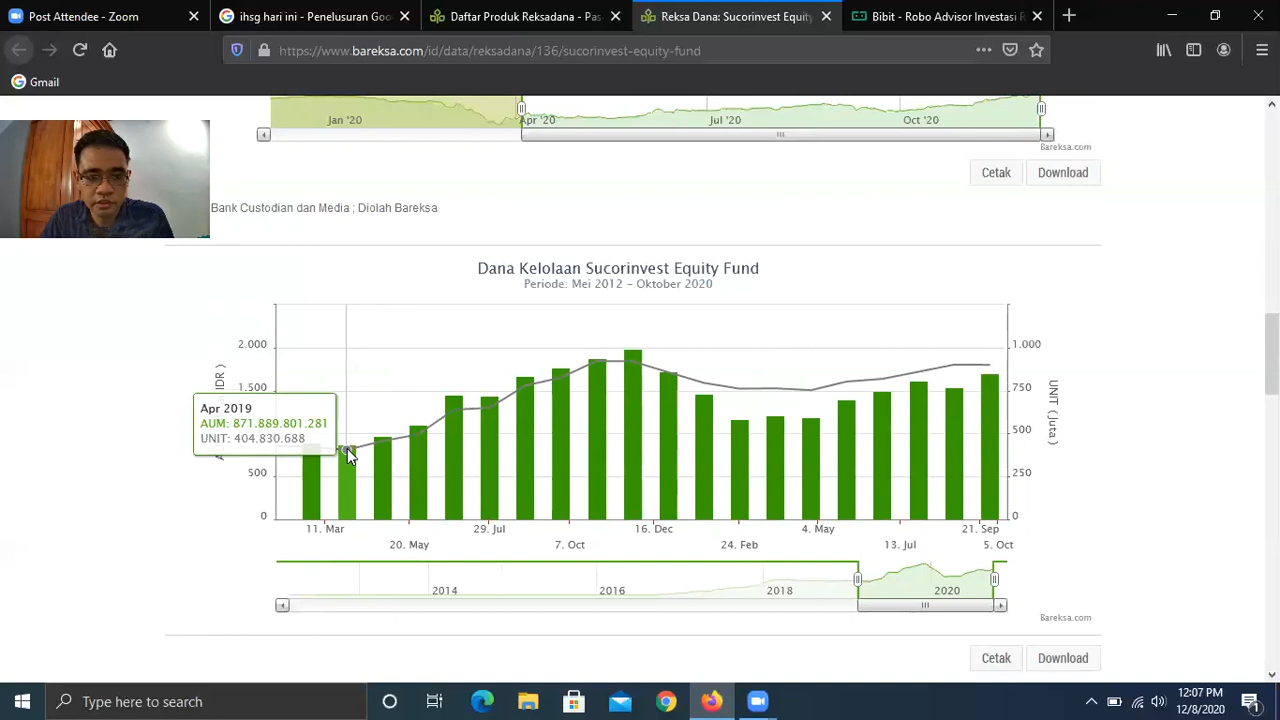 Post Attendee - Zoom
ihsg hari ini - Penelusuran Goo
Daftar Produk Reksadana - Pas
Reksa Dana: Sucorinvest Equity
Bibit - Robo Advisor Investasi R
https://www.bareksa.com/id/data/reksadana/136/sucorinvest-equity-fund
Gmail
Jan '20
Apr '20
Jul '20
Oct '20
Bareksa.com
Cetak
Download
Bank Custodian dan Media ; Diolah Bareksa
Dana Kelolaan Sucorinvest Equity Fund
Periode: Mei 2012 - Oktober 2020
2.000
1.500
500
0
IDR )
1.000
750
500
250
0
UNIT (Juta )
Apr 2019
AUM: 871.889.801.281
UNIT: 404.830.688
11. Mar
29. Jul
16. Dec
4. May
21. Sep
20. May
7. Oct
24. Feb
13. Jul
5. Oct
2014
2016
2018
2020
Bareksa.com
Cetak
Download
Type here to search
12:07 PM
12/8/2020
1